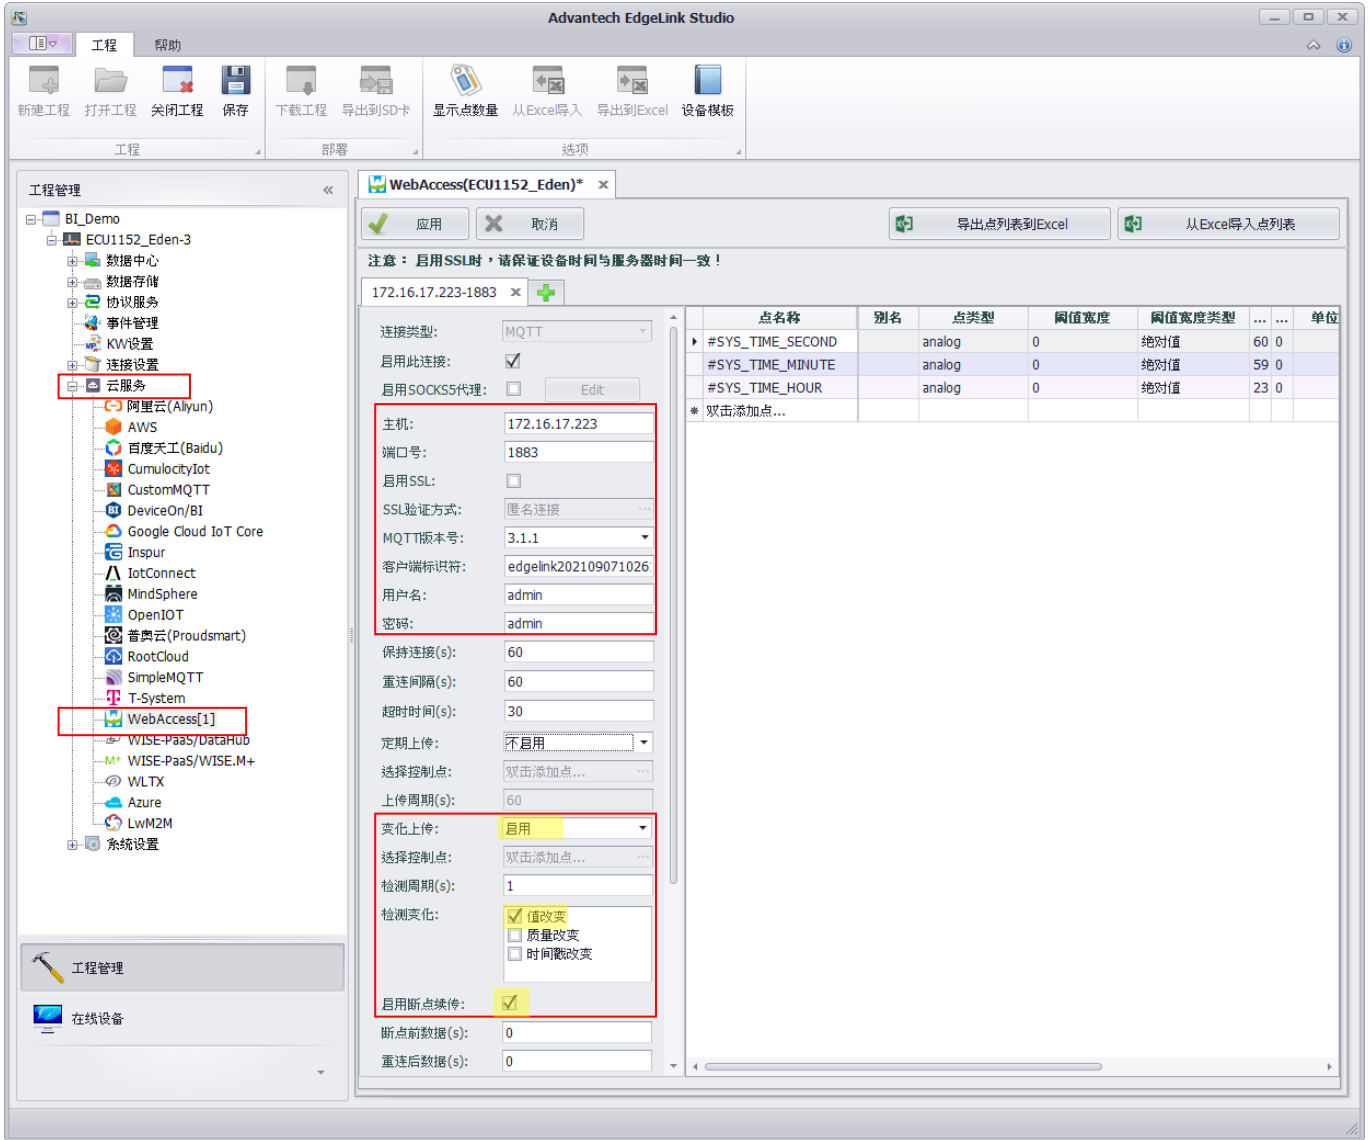 Advantech EdgeLink Studio
工程 帮助
新建工程 打开工程 关闭工程 保存 下载工程 导出到SD卡 显示点数量 从Excel导入 导出到Excel 设备模板
工程 部署 选项
工程管理
BI_Demo
ECU1152_Eden-3
数据中心
数据存储
协议服务
事件管理
KW设置
连接设置
云服务
阿里云(Aliyun)
AWS
百度天工(Baidu)
CumulocityIot
CustomMQTT
DeviceOn/BI
Google Cloud IoT Core
Inspur
IotConnect
MindSphere
OpenIOT
普奥云(Proudsmart)
RootCloud
SimpleMQTT
T-System
WebAccess[1]
WISE-PaaS/DataHub
WISE-PaaS/WISE.M+
WLTX
Azure
LwM2M
系统设置
工程管理
在线设备
WebAccess(ECU1152_Eden)*
应用 取消 导出点列表到Excel 从Excel导入点列表
注意：启用SSL时，请保证设备时间与服务器时间一致！
172.16.17.223-1883
连接类型: MQTT
启用此连接:
启用SOCKS5代理: Edit
主机: 172.16.17.223
端口号: 1883
启用SSL:
SSL验证方式: 匿名连接 ...
MQTT版本号: 3.1.1
客户端标识符: edgelink202109071026
用户名: admin
密码: admin
保持连接(s): 60
重连间隔(s): 60
超时时间(s): 30
定期上传: 不启用
选择控制点: 双击添加点... ...
上传周期(s): 60
变化上传: 启用
选择控制点: 双击添加点... ...
检测周期(s): 1
检测变化: 值改变
质量改变
时间戳改变
启用断点续传:
断点前数据(s): 0
重连后数据(s): 0
点名称 别名 点类型 阈值宽度 阈值宽度类型 ... ... 单位
#SYS_TIME_SECOND analog 0 绝对值 60 0
#SYS_TIME_MINUTE analog 0 绝对值 59 0
#SYS_TIME_HOUR analog 0 绝对值 23 0
双击添加点...